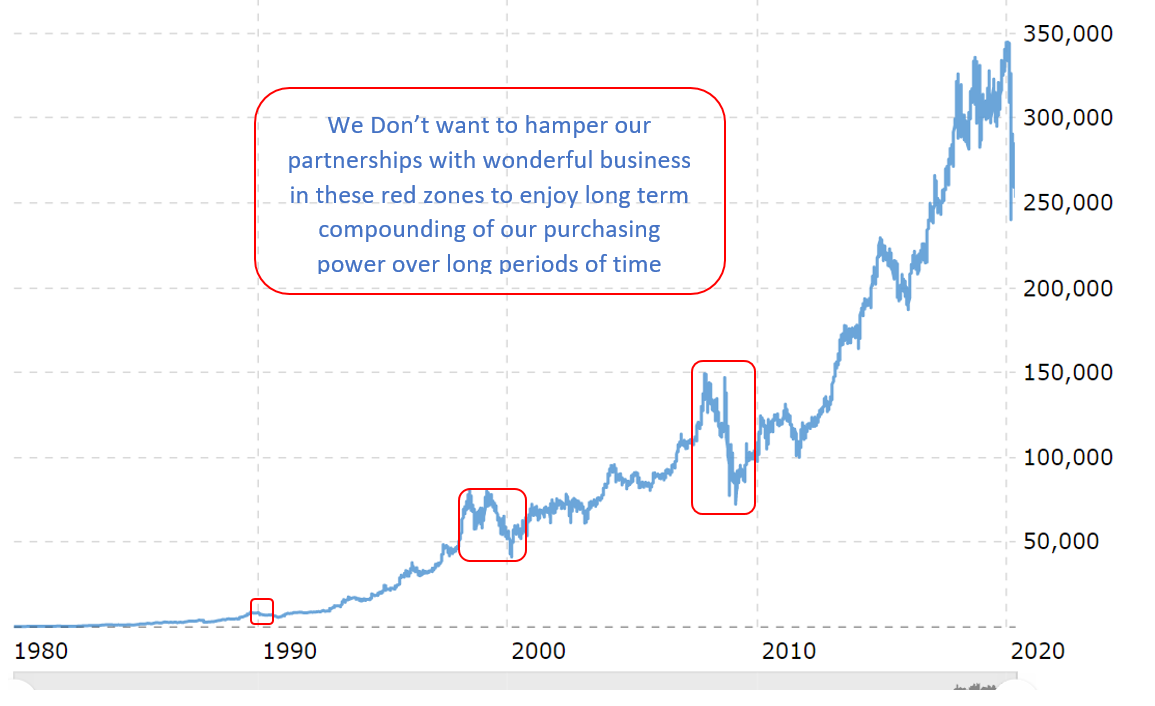 350,000
We Don’t want to hamper our
partnerships with wonderful business
in these red zones to enjoy long term
compounding of our purchasing
power over long periods of time
300,000
250,000
200,000
150,000
100,000
50,000
1980 1990 2000 2010 2020